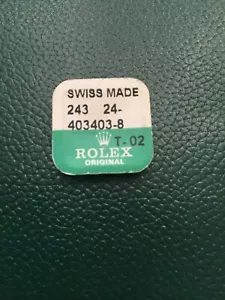 SWISS MADE
243 24-
403403-8
T-02
ROLEX
ORIGINAL